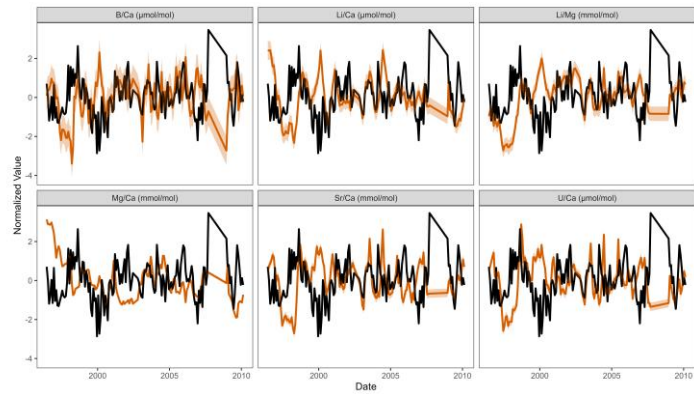 B/Ca (μmol/mol) Li/Ca (μmol/mol) Li/Mg (mmol/mol)
2
0
-2
-4
Mg/Ca (mmol/mol) Sr/Ca (mmol/mol) U/Ca (μmol/mol)
2
0
-2
-4
Normalized Value
2000 2005 2010 2000 2005 2010 2000 2005 2010
Date